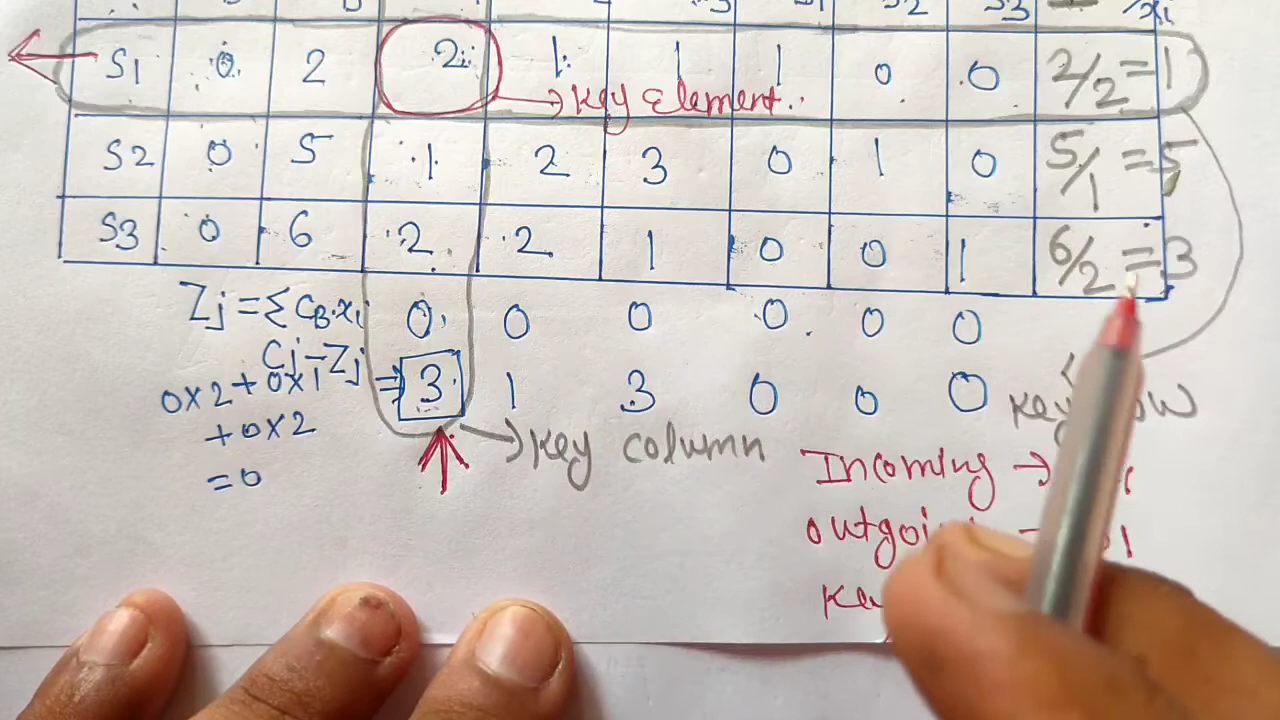 S2 S3
S1 0 2 2 1 1 1 0 0 2/2=1
→ Key Element.
S2 0 5 1 2 3 0 1 0 5/1=5
S3 0 6 2 2 1 0 0 1 6/2=3
Zj=ΣCB.xi 0 0 0 0 0 0
Cj-Zj ⇒ 3 1 3 0 0 0
0x2+0x1
+0x2
=0
→ Key column
Incoming →